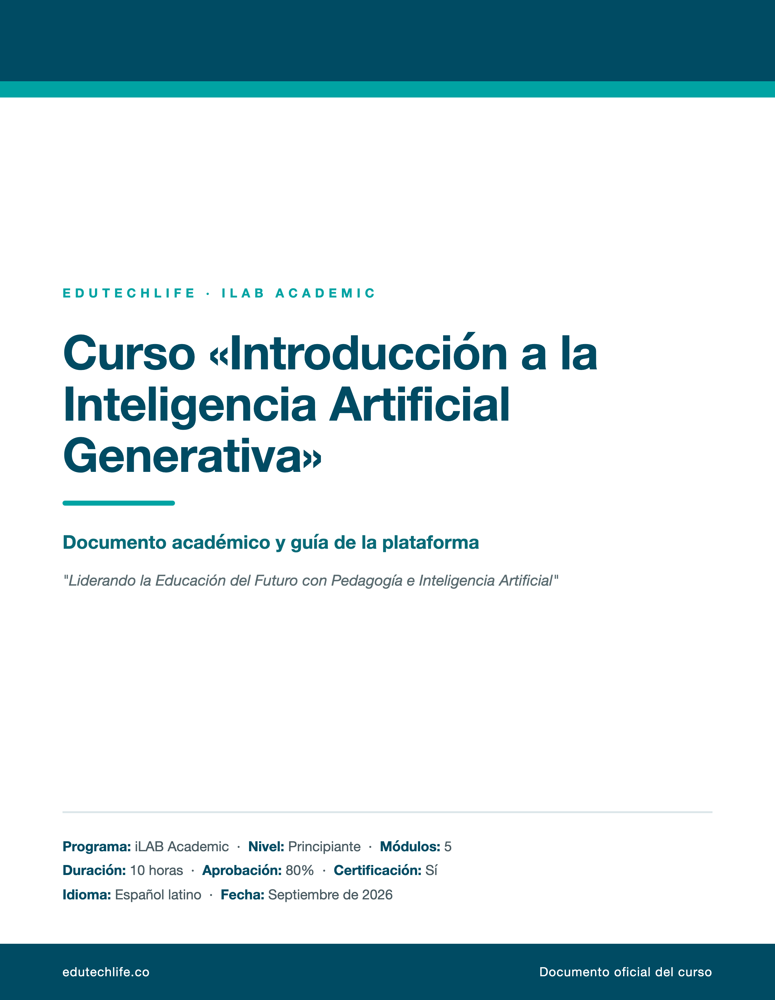 EDUTECHLIFE · ILAB ACADEMIC
Curso «Introducción a la
Inteligencia Artificial
Generativa»
Documento académico y guía de la plataforma
"Liderando la Educación del Futuro con Pedagogía e Inteligencia Artificial"
Programa: iLAB Academic · Nivel: Principiante · Módulos: 5
Duración: 10 horas · Aprobación: 80% · Certificación: Sí
Idioma: Español latino · Fecha: Septiembre de 2026
edutechlife.co Documento oficial del curso